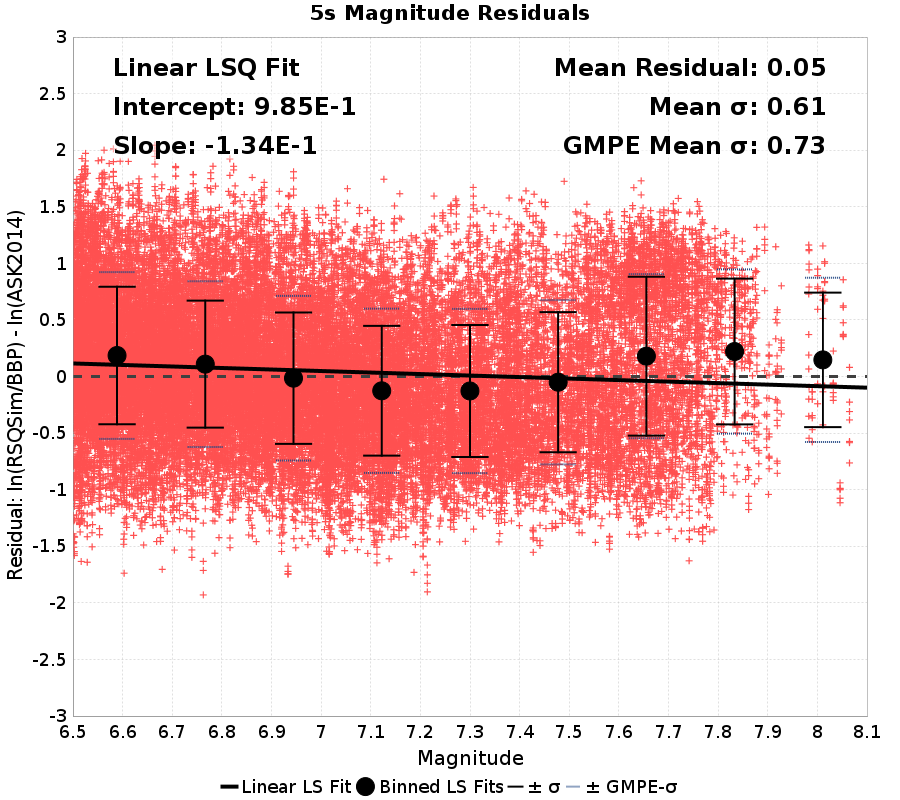 5s Magnitude Residuals
Linear LSQ Fit
Intercept: 9.85E-1
Slope: -1.34E-1
Mean Residual: 0.05
Mean σ: 0.61
GMPE Mean σ: 0.73
Residual: ln(RSQSim/BBP) - ln(ASK2014)
3
2.5
2
1.5
1
0.5
0
-0.5
-1
-1.5
-2
-2.5
-3
6.5 6.6 6.7 6.8 6.9 7 7.1 7.2 7.3 7.4 7.5 7.6 7.7 7.8 7.9 8 8.1
Magnitude
Linear LS Fit Binned LS Fits ± σ ± GMPE-σ